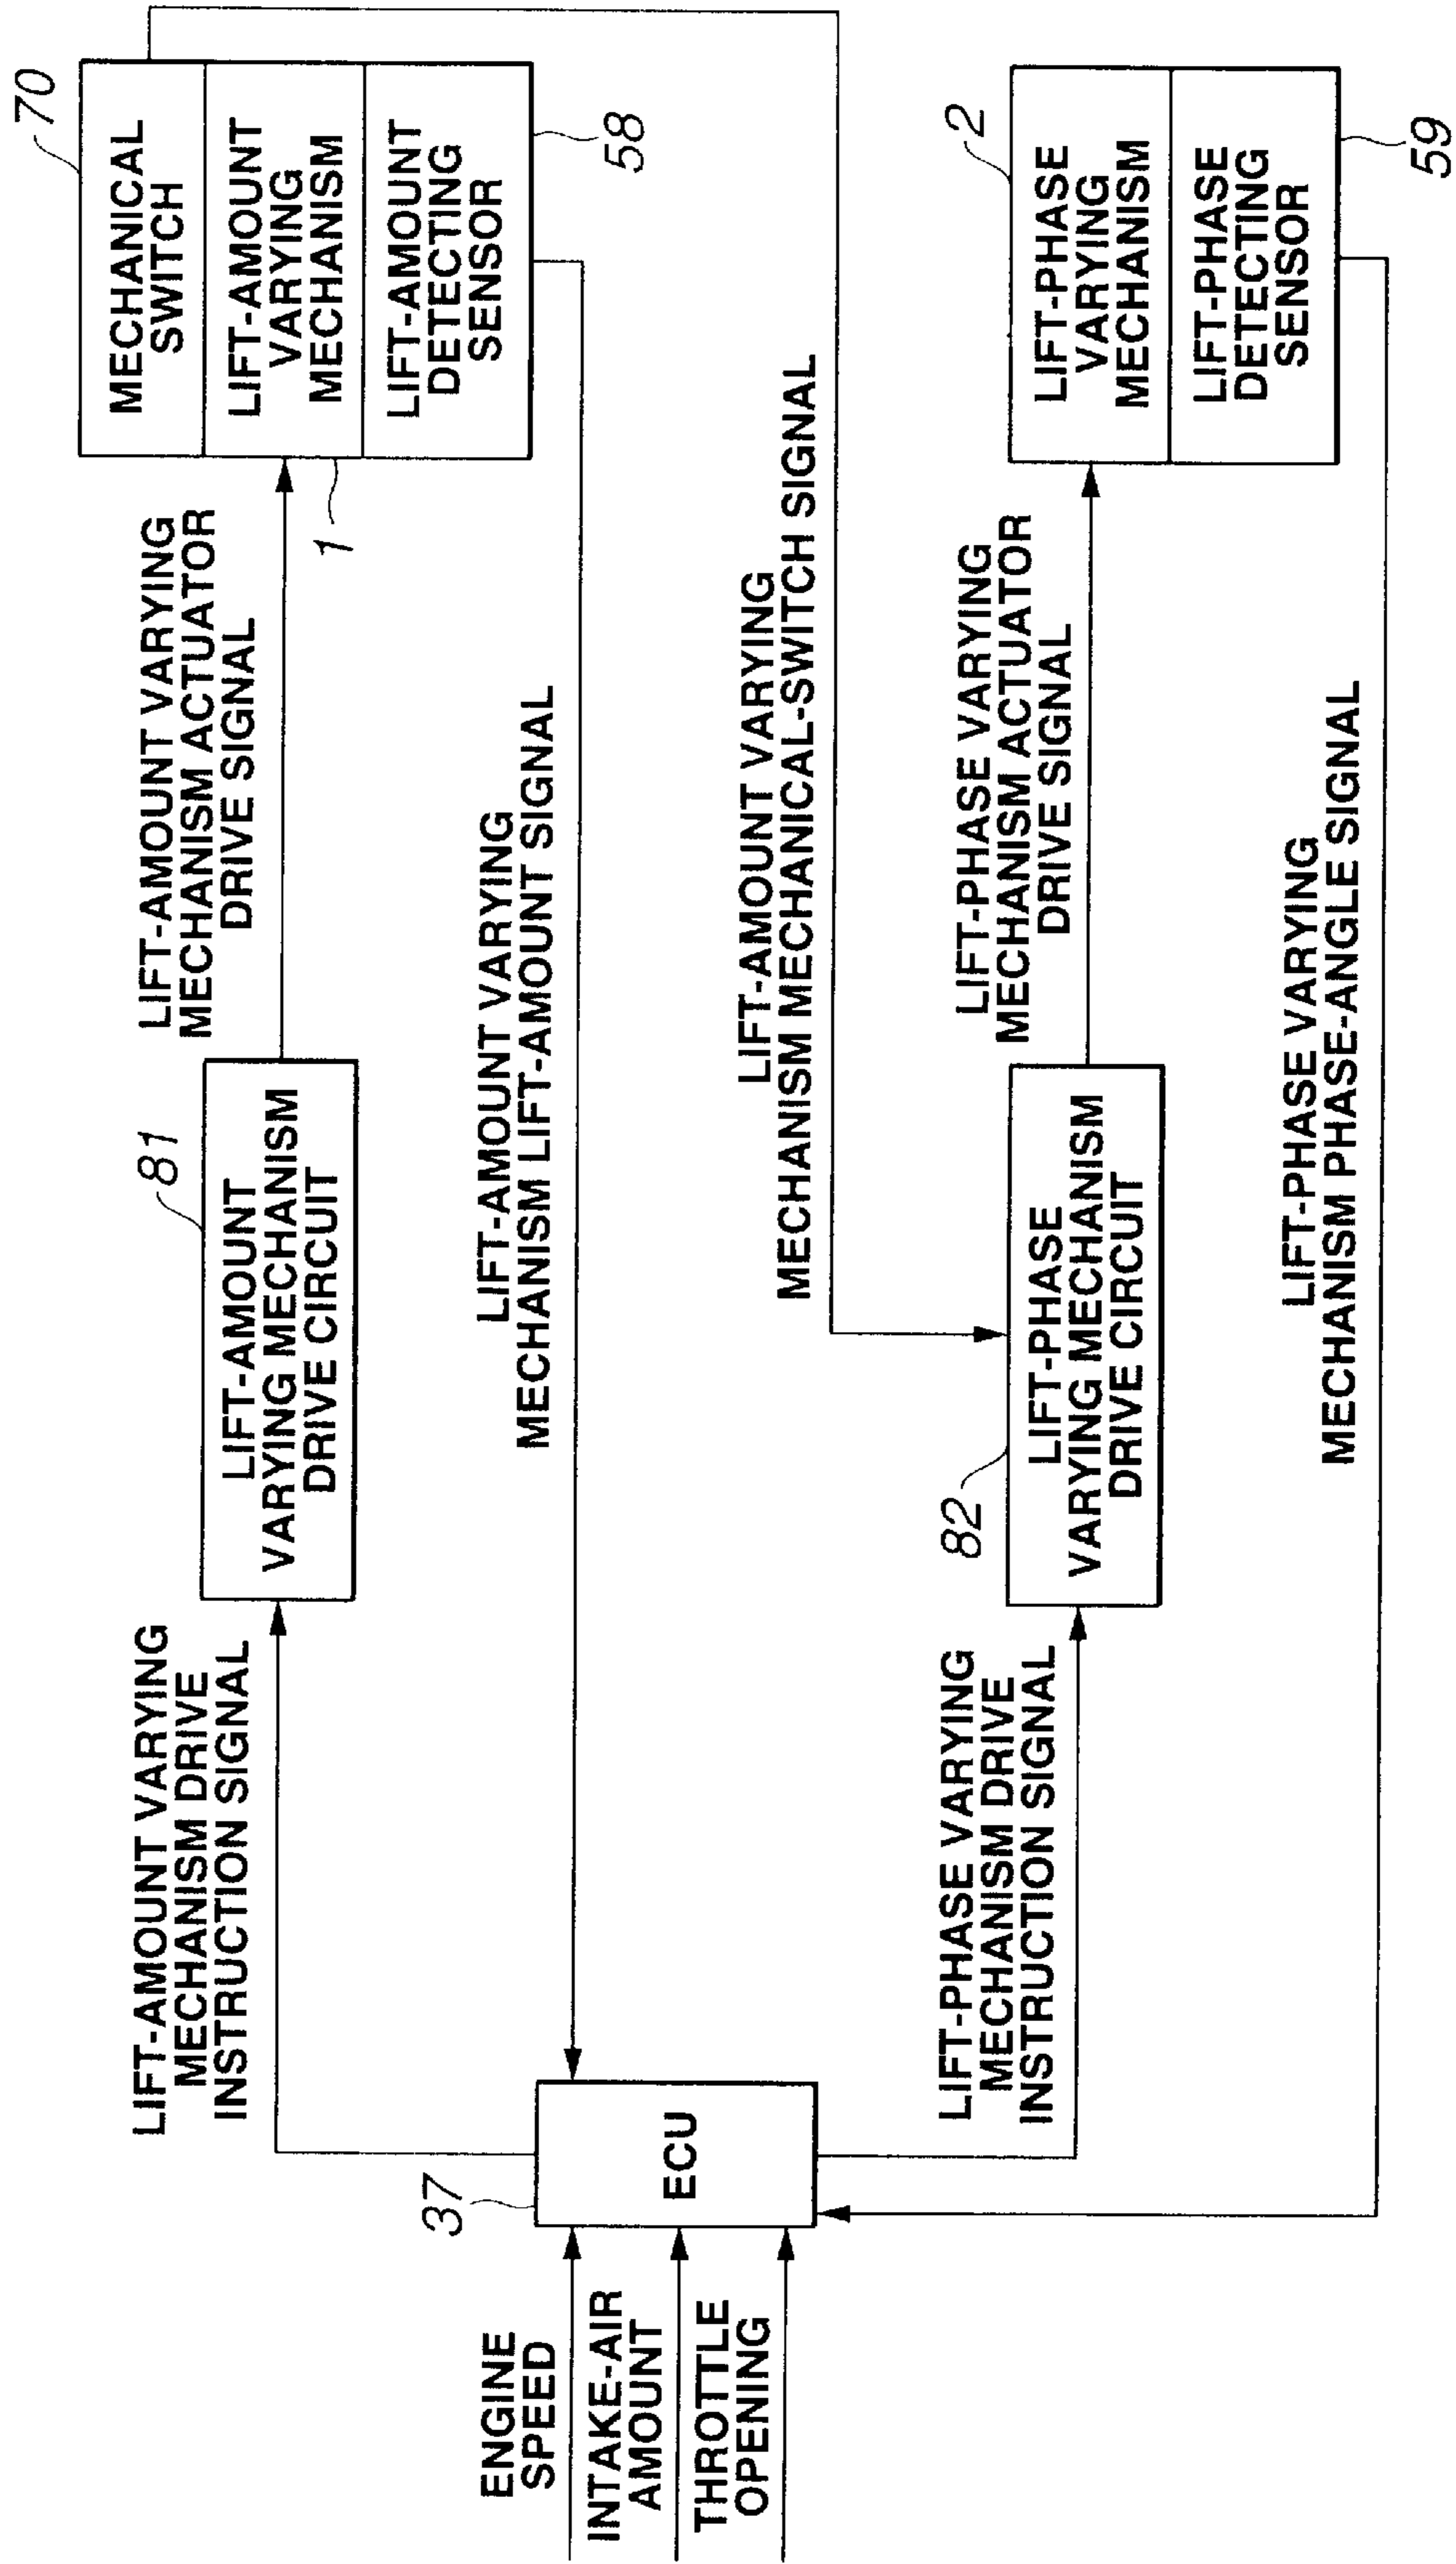 ENGINE
SPEED
INTAKE-AIR
AMOUNT
THROTTLE
OPENING
37
ECU
LIFT-AMOUNT VARYING
MECHANISM DRIVE
INSTRUCTION SIGNAL
81
LIFT-AMOUNT
VARYING MECHANISM
DRIVE CIRCUIT
LIFT-AMOUNT VARYING
MECHANISM ACTUATOR
DRIVE SIGNAL
70
MECHANICAL
SWITCH
LIFT-AMOUNT
VARYING
MECHANISM
1
LIFT-AMOUNT
DETECTING
SENSOR
58
LIFT-AMOUNT VARYING
MECHANISM LIFT-AMOUNT SIGNAL
LIFT-AMOUNT VARYING
MECHANISM MECHANICAL-SWITCH SIGNAL
LIFT-PHASE VARYING
MECHANISM DRIVE
INSTRUCTION SIGNAL
82
LIFT-PHASE
VARYING MECHANISM
DRIVE CIRCUIT
LIFT-PHASE VARYING
MECHANISM ACTUATOR
DRIVE SIGNAL
2
LIFT-PHASE
VARYING
MECHANISM
LIFT-PHASE
DETECTING
SENSOR
59
LIFT-PHASE VARYING
MECHANISM PHASE-ANGLE SIGNAL